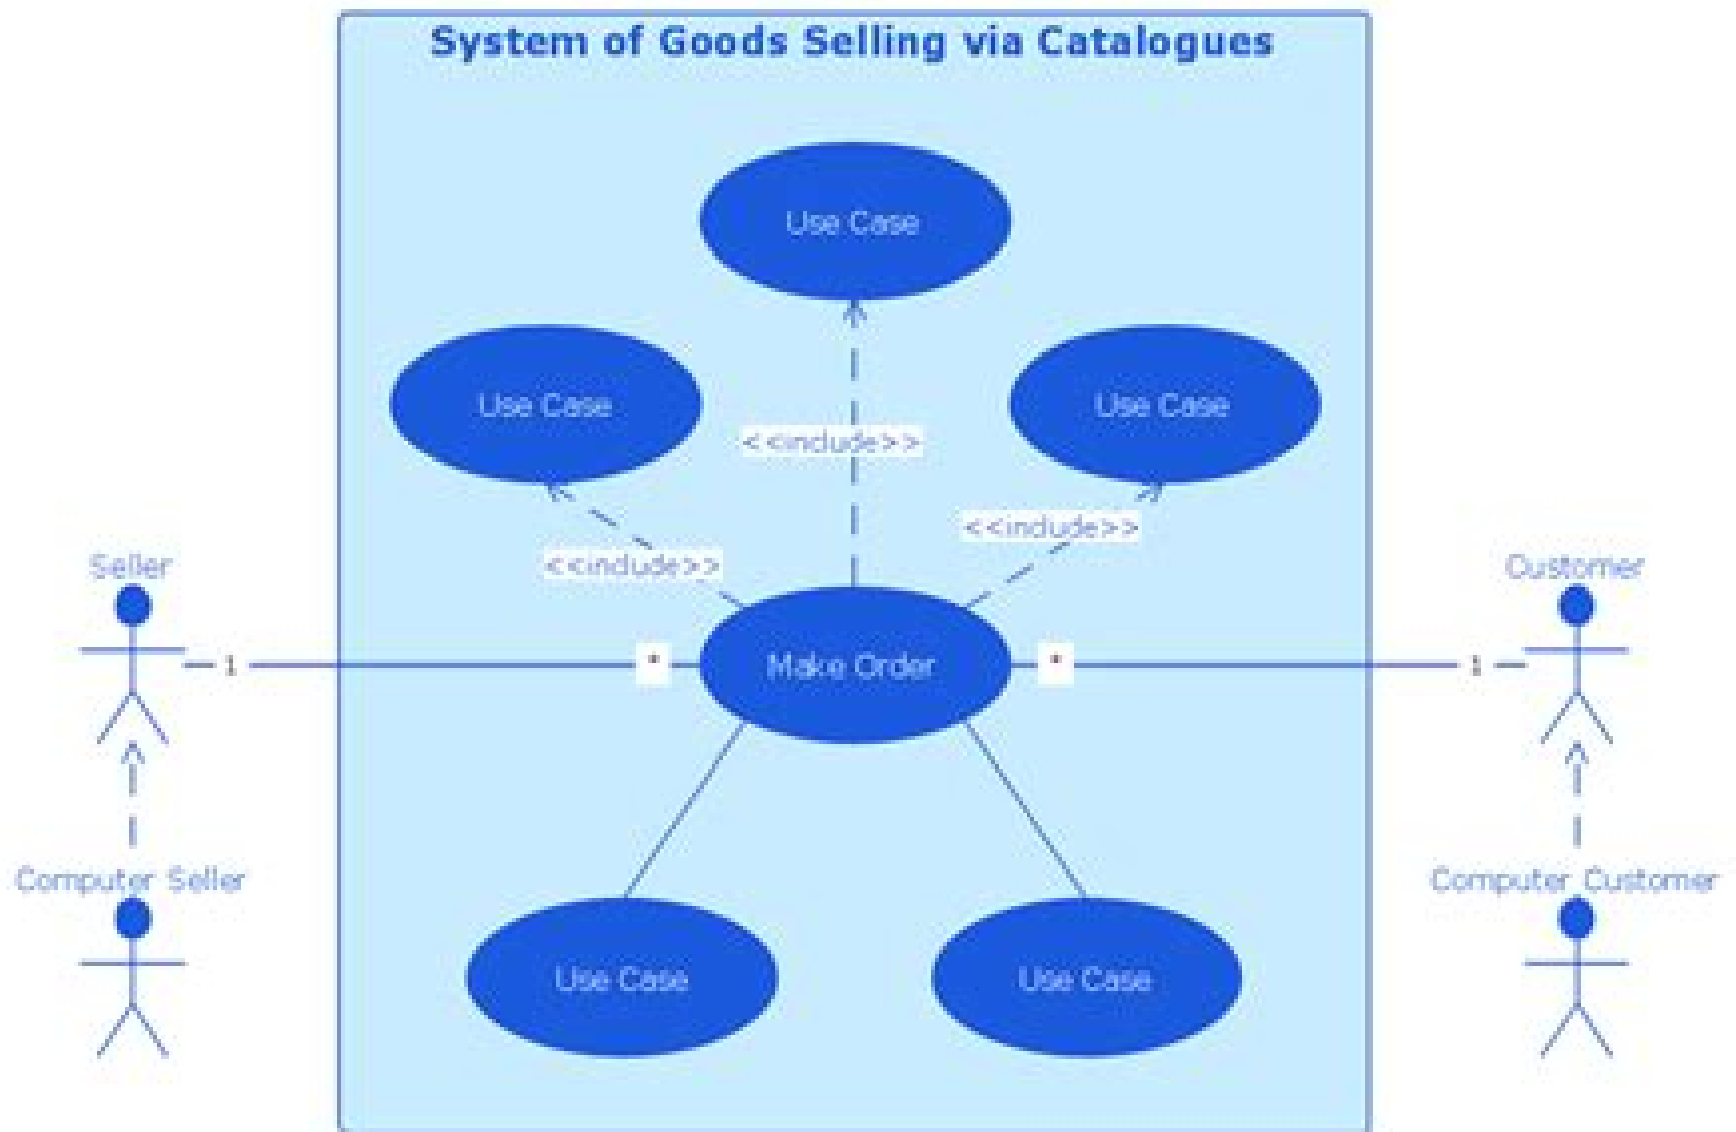 System of Goods Selling via Catalogues
Use Case
Use Case
Use Case
<<include>>
<<include>>
<<include>>
Seller
Customer
1
*
Make Order
*
1
Computer Seller
Computer Customer
Use Case
Use Case